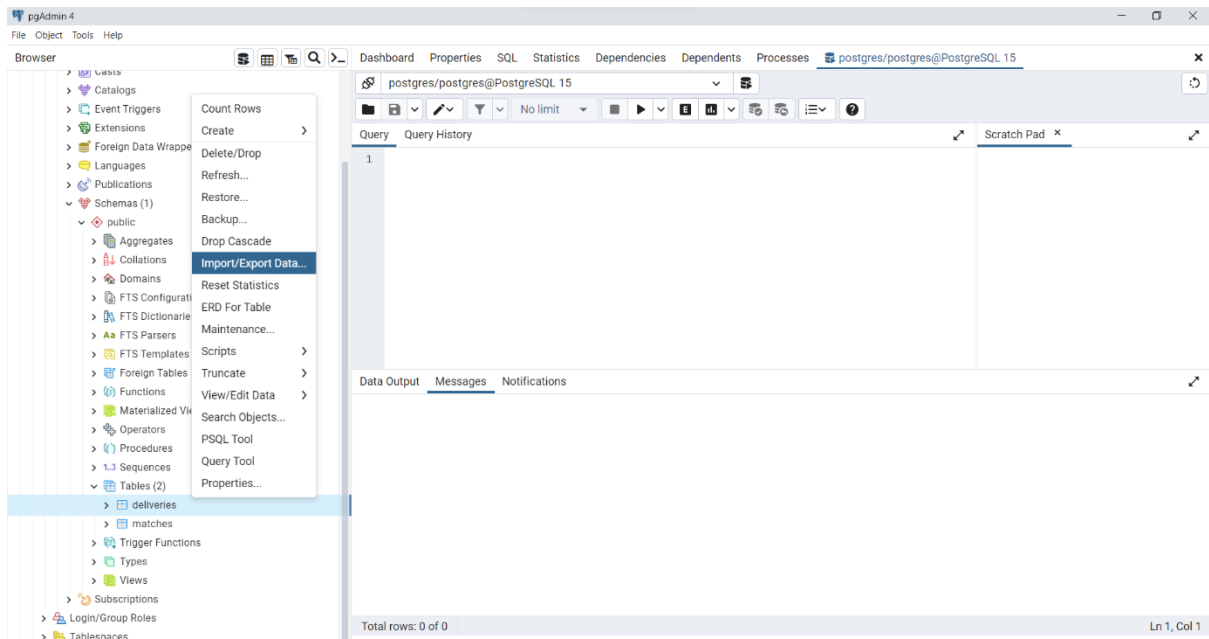 pgAdmin 4
File Object Tools Help
Browser
Dashboard Properties SQL Statistics Dependencies Dependents Processes postgres/postgres@PostgreSQL 15
postgres/postgres@PostgreSQL 15
No limit
Query Query History
Scratch Pad
1
Casts
Catalogs
Event Triggers
Extensions
Foreign Data Wrappe
Languages
Publications
Schemas (1)
public
Aggregates
Collations
Domains
FTS Configurati
FTS Dictionarie
Aa FTS Parsers
FTS Templates
Foreign Tables
Functions
Materialized Vie
Operators
Procedures
1..3 Sequences
Tables (2)
deliveries
matches
Trigger Functions
Types
Views
Subscriptions
Login/Group Roles
Tablespaces
Count Rows
Create
Delete/Drop
Refresh...
Restore...
Backup...
Drop Cascade
Import/Export Data...
Reset Statistics
ERD For Table
Maintenance...
Scripts
Truncate
View/Edit Data
Search Objects...
PSQL Tool
Query Tool
Properties...
Data Output Messages Notifications
Total rows: 0 of 0
Ln 1, Col 1